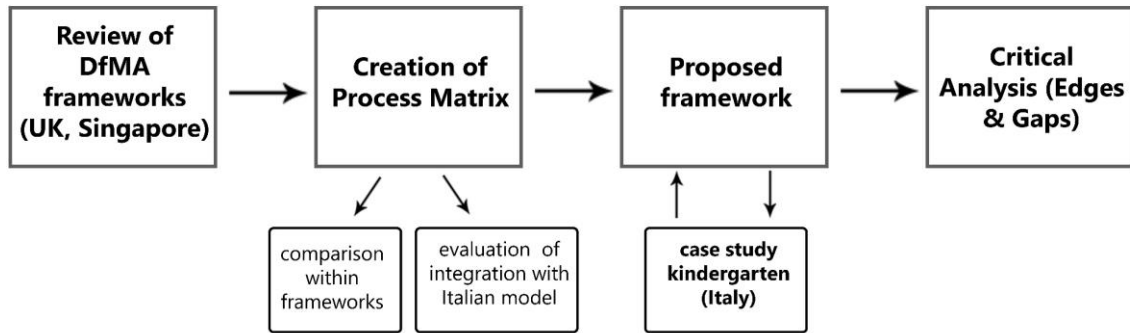 Review of
DfMA
frameworks
(UK, Singapore)
Creation of
Process Matrix
Proposed
framework
Critical
Analysis (Edges
& Gaps)
comparison
within
frameworks
evaluation of
integration with
Italian model
case study
kindergarten
(Italy)